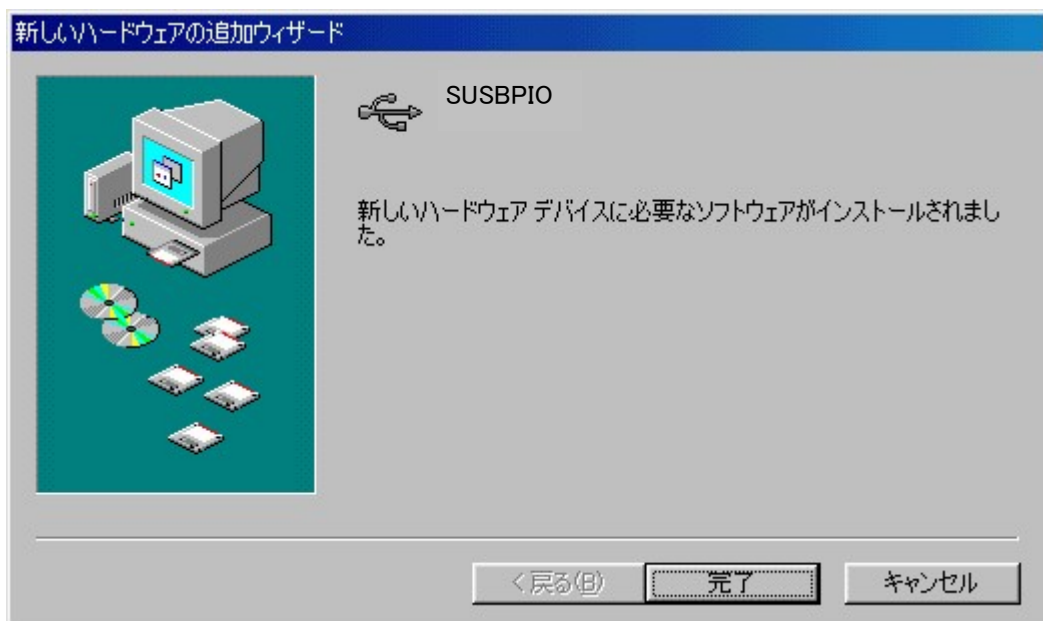 新しいハードウェアの追加ウィザード
SUSBPIO
新しいハードウェア デバイスに必要なソフトウェアがインストールされまし
た。
< 戻る(B)
完了
キャンセル